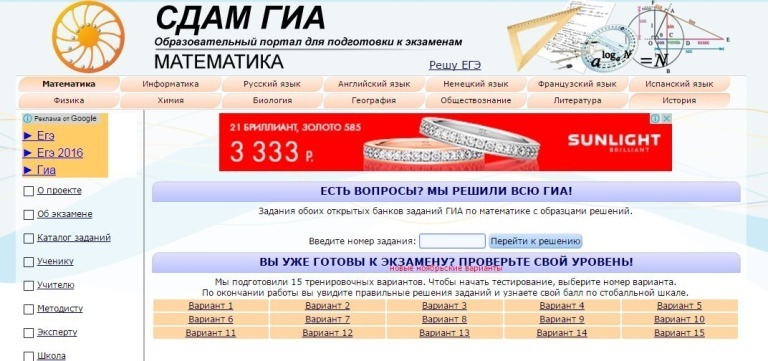 СДАМ ГИА
Образовательный портал для подготовки к экзаменам
МАТЕМАТИКА
Решу ЕГЭ
a^log_a N = N
Математика Информатика Русский язык Английский язык Немецкий язык Французский язык Испанский язык
Физика Химия Биология География Обществознание Литература История
Реклама от Google
► Егэ
► Егэ 2016
► Гиа
21 БРИЛЛИАНТ, ЗОЛОТО 585
3 333 Р.
SUNLIGHT
BRILLIANT
О проекте
Об экзамене
Каталог заданий
Ученику
Учителю
Методисту
Эксперту
Школа
ЕСТЬ ВОПРОСЫ? МЫ РЕШИЛИ ВСЮ ГИА!
Задания обоих открытых банков заданий ГИА по математике с образцами решений.
Введите номер задания: Перейти к решению
ВЫ УЖЕ ГОТОВЫ К ЭКЗАМЕНУ? ПРОВЕРЬТЕ СВОЙ УРОВЕНЬ!
новые ноябрьские варианты
Мы подготовили 15 тренировочных вариантов. Чтобы начать тестирование, выберите номер варианта.
По окончании работы вы увидите правильные решения заданий и узнаете свой балл по стобалльной шкале.
Вариант 1 Вариант 2 Вариант 3 Вариант 4 Вариант 5
Вариант 6 Вариант 7 Вариант 8 Вариант 9 Вариант 10
Вариант 11 Вариант 12 Вариант 13 Вариант 14 Вариант 15